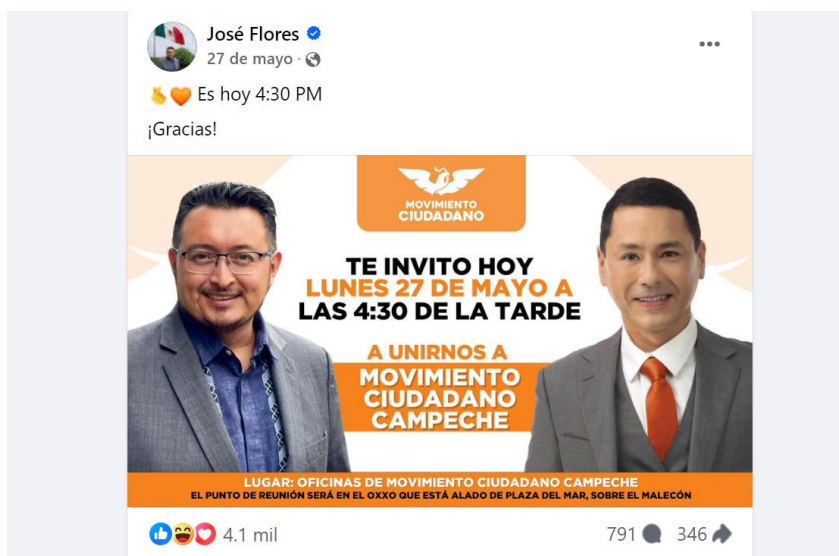 José Flores
27 de mayo ·
Es hoy 4:30 PM
¡Gracias!
MOVIMIENTO
CIUDADANO
TE INVITO HOY
LUNES 27 DE MAYO A
LAS 4:30 DE LA TARDE
A UNIRNOS A
MOVIMIENTO
CIUDADANO
CAMPECHE
LUGAR: OFICINAS DE MOVIMIENTO CIUDADANO CAMPECHE
EL PUNTO DE REUNIÓN SERÁ EN EL OXXO QUE ESTÁ ALADO DE PLAZA DEL MAR, SOBRE EL MALECÓN
4.1 mil
791 346